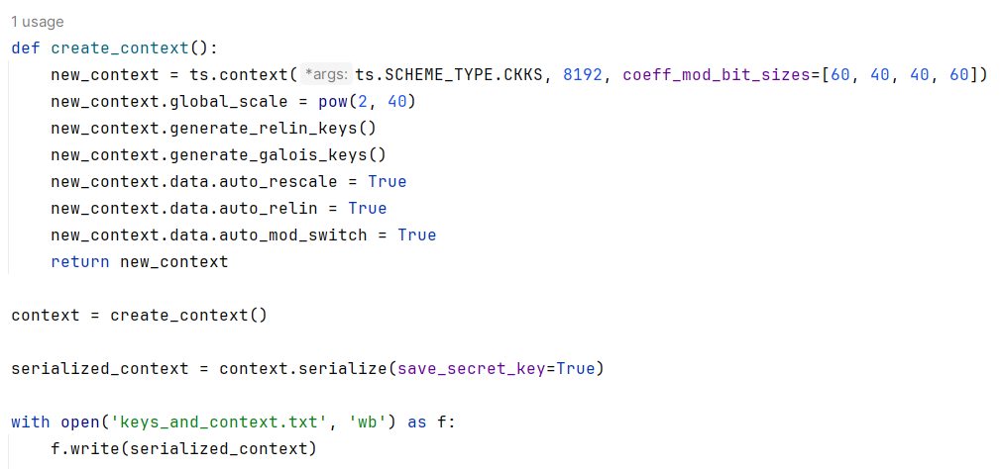 1 usage
def create_context():
    new_context = ts.context( *args: ts.SCHEME_TYPE.CKKS, 8192, coeff_mod_bit_sizes=[60, 40, 40, 60])
    new_context.global_scale = pow(2, 40)
    new_context.generate_relin_keys()
    new_context.generate_galois_keys()
    new_context.data.auto_rescale = True
    new_context.data.auto_relin = True
    new_context.data.auto_mod_switch = True
    return new_context
context = create_context()
serialized_context = context.serialize(save_secret_key=True)
with open('keys_and_context.txt', 'wb') as f:
    f.write(serialized_context)